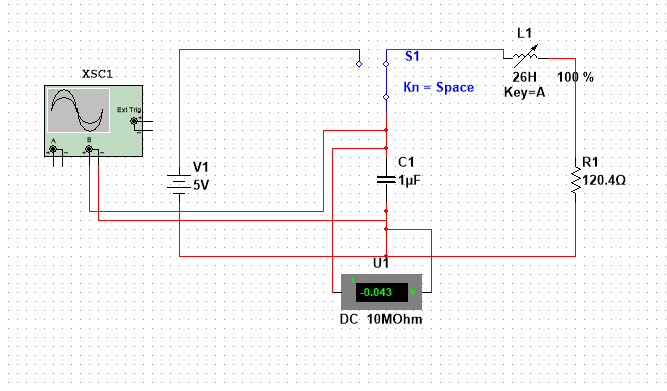 L1
S1
XSC1
26H
100 %
Кл = Space
Key=A
Ext Trig
A
B
V1
5V
C1
1µF
R1
120.4Ω
U1
-0.043
V
DC 10MOhm